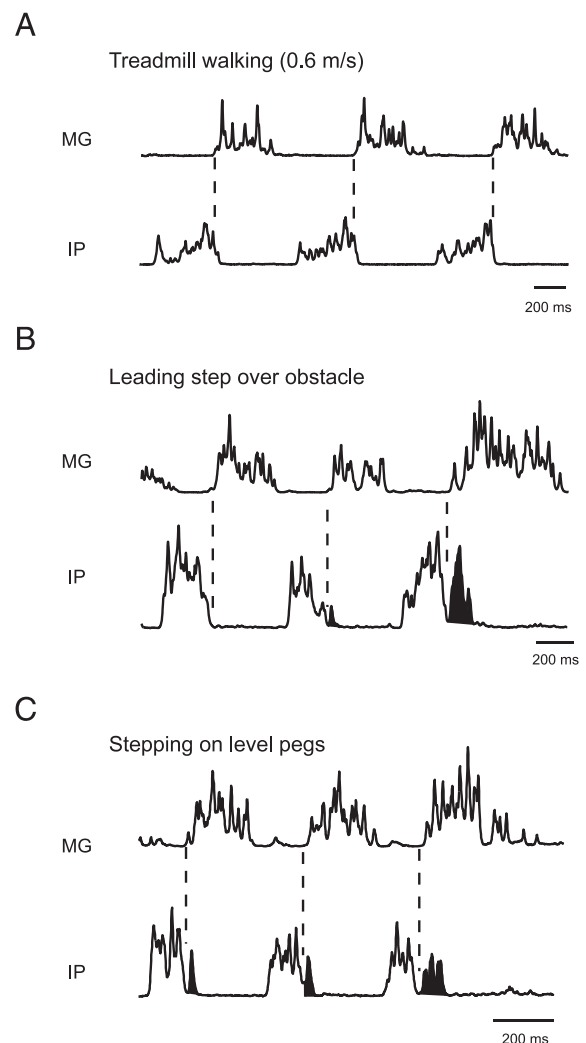 A
Treadmill walking (0.6 m/s)
MG
IP
200 ms
B
Leading step over obstacle
MG
IP
200 ms
C
Stepping on level pegs
MG
IP
200 ms